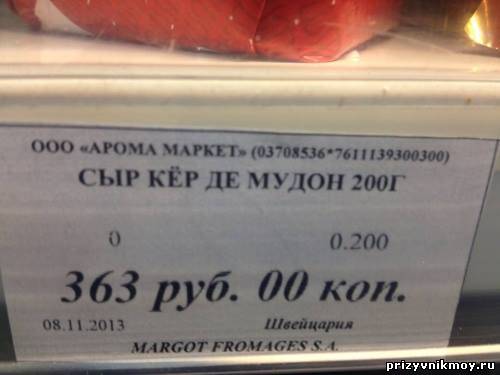 ООО «АРОМА МАРКЕТ» (03708536*7611139300300)
СЫР КЁР ДЕ МУДОН 200Г
0 0.200
363 руб. 00 коп.
08.11.2013 Швейцария
MARGOT FROMAGES S.A.
prizyvnikmoy.ru